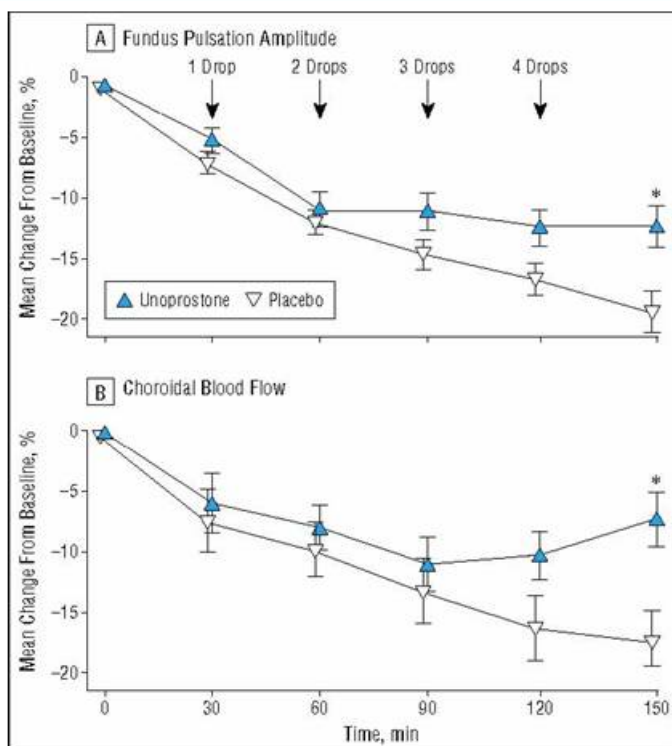 A Fundus Pulsation Amplitude
1 Drop 2 Drops 3 Drops 4 Drops
Mean Change From Baseline, %
0
−5
−10
−15
−20
*
Unoprostone Placebo
B Choroidal Blood Flow
Mean Change From Baseline, %
0
−5
−10
−15
−20
*
0 30 60 90 120 150
Time, min